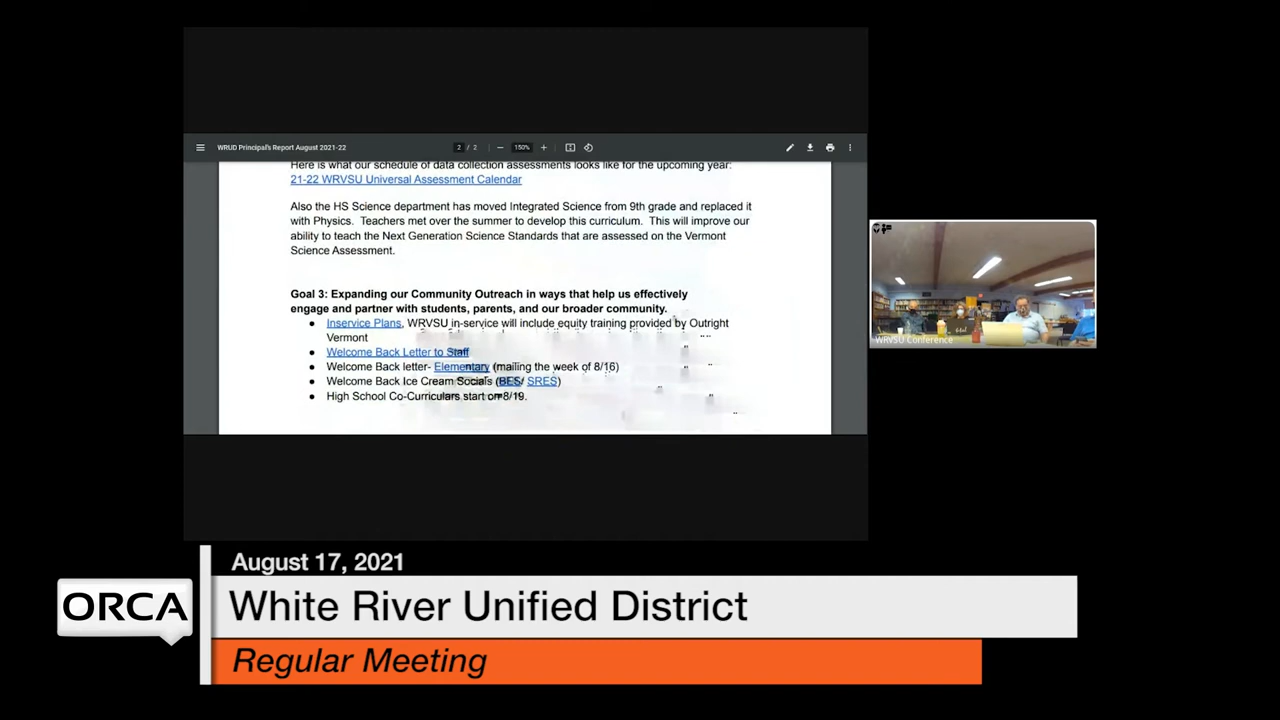 WRUD Principal's Report August 2021-22
2 / 2
150%
Here is what our schedule of data collection assessments looks like for the upcoming year:
21-22 WRVSU Universal Assessment Calendar
Also the HS Science department has moved Integrated Science from 9th grade and replaced it
with Physics. Teachers met over the summer to develop this curriculum. This will improve our
ability to teach the Next Generation Science Standards that are assessed on the Vermont
Science Assessment.
Goal 3: Expanding our Community Outreach in ways that help us effectively
engage and partner with students, parents, and our broader community.
● Inservice Plans, WRVSU in-service will include equity training provided by Outright
Vermont
● Welcome Back Letter to Staff
● Welcome Back letter- Elementary (mailing the week of 8/16)
● Welcome Back Ice Cream Socials (BES/ SRES)
● High School Co-Curriculars start on 8/19.
WRVSU Conference
August 17, 2021
ORCA
White River Unified District
Regular Meeting